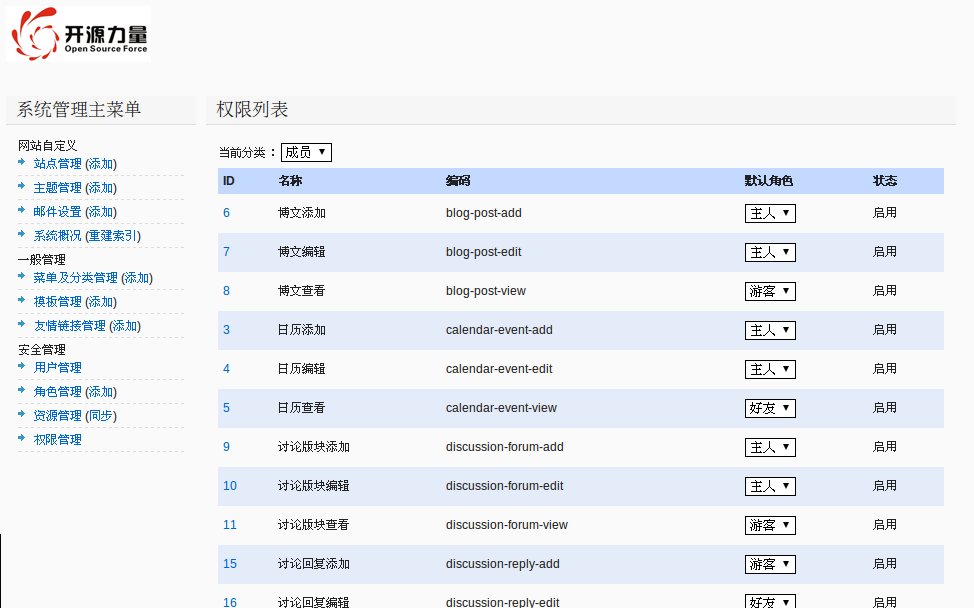 开源力量
Open Source Force
系统管理主菜单
网站自定义
站点管理 (添加)
主题管理 (添加)
邮件设置 (添加)
系统概况 (重建索引)
一般管理
菜单及分类管理 (添加)
模板管理 (添加)
友情链接管理 (添加)
安全管理
用户管理
角色管理 (添加)
资源管理 (同步)
权限管理
权限列表
当前分类： 成员
ID 名称 编码 默认角色 状态
6 博文添加 blog-post-add 主人 启用
7 博文编辑 blog-post-edit 主人 启用
8 博文查看 blog-post-view 游客 启用
3 日历添加 calendar-event-add 主人 启用
4 日历编辑 calendar-event-edit 主人 启用
5 日历查看 calendar-event-view 好友 启用
9 讨论版块添加 discussion-forum-add 主人 启用
10 讨论版块编辑 discussion-forum-edit 主人 启用
11 讨论版块查看 discussion-forum-view 游客 启用
15 讨论回复添加 discussion-reply-add 游客 启用
16 讨论回复编辑 discussion-reply-edit 好友 启用